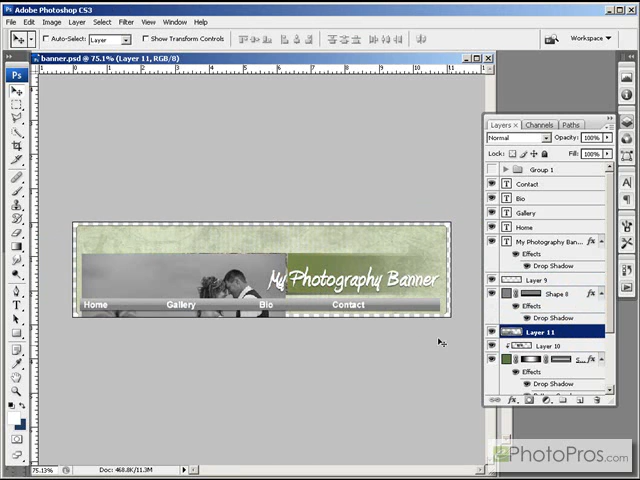 Adobe Photoshop CS3
File Edit Image Layer Select Filter Analysis View Window Help
Auto-Select: Layer Show Transform Controls Workspace
banner.psd @ 75.1% (Layer 11, RGB/8)
Layers Channels Paths
Normal Opacity: 100%
Lock: Fill: 100%
Group 1
Contact
Bio
Gallery
Home
My Photography Ban... fx
Effects
Drop Shadow
Layer 9
Shape 8 fx
Effects
Drop Shadow
Layer 11
Layer 10
S... fx
Effects
Drop Shadow
My Photography Banner
Home Gallery Bio Contact
75.13% Doc: 468.8K/11.3M
PhotoPros.com